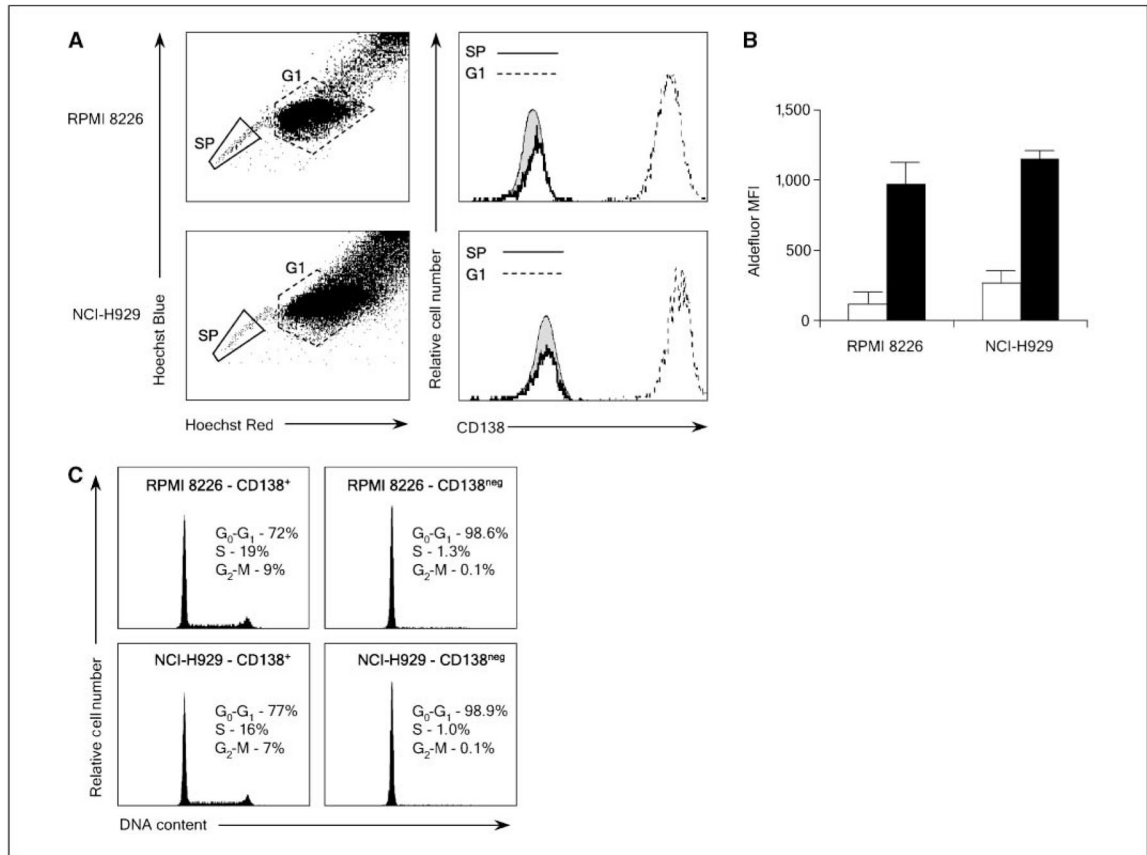 A
RPMI 8226
NCI-H929
Hoechst Blue
Hoechst Red
G1
SP
G1
SP
Relative cell number
SP
G1
SP
G1
CD138
B
Aldefluor MFI
1,500
1,000
500
0
RPMI 8226
NCI-H929
C
Relative cell number
RPMI 8226 - CD138⁺
G₀-G₁ - 72%
S - 19%
G₂-M - 9%
RPMI 8226 - CD138ⁿᵉᵍ
G₀-G₁ - 98.6%
S - 1.3%
G₂-M - 0.1%
NCI-H929 - CD138⁺
G₀-G₁ - 77%
S - 16%
G₂-M - 7%
NCI-H929 - CD138ⁿᵉᵍ
G₀-G₁ - 98.9%
S - 1.0%
G₂-M - 0.1%
DNA content